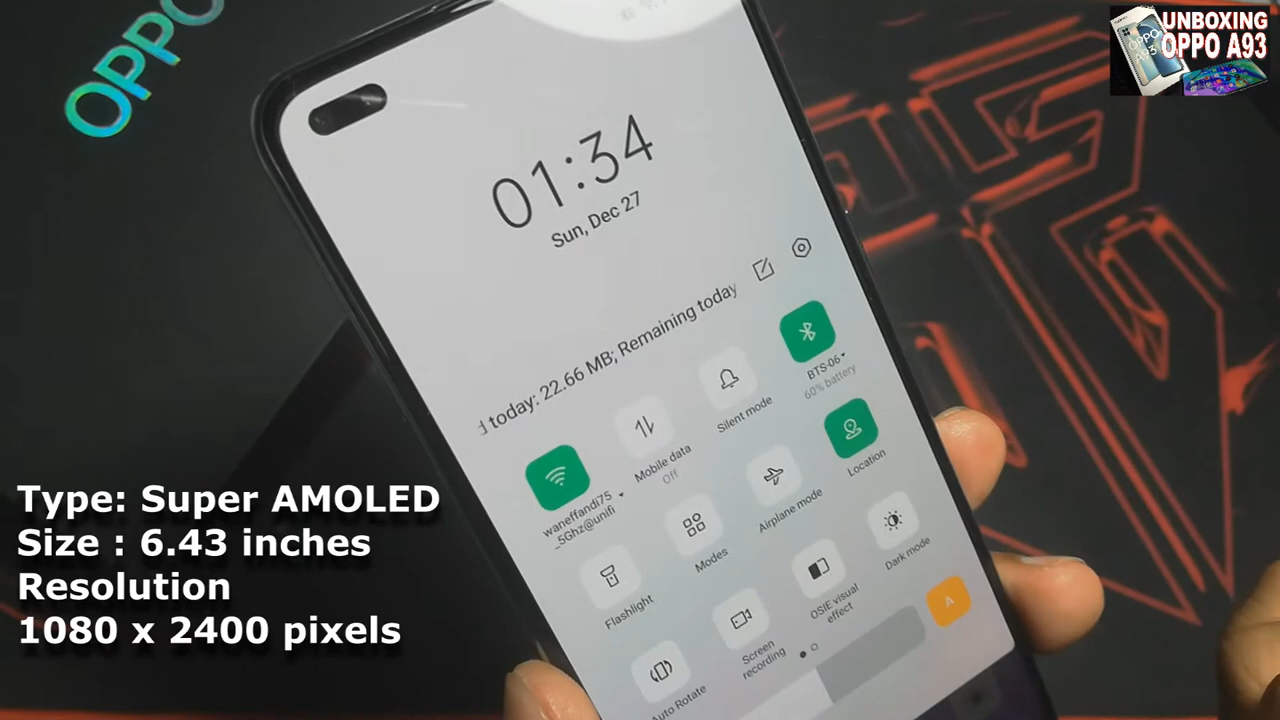 OPPO
UNBOXING
OPPO A93
01:34
Sun, Dec 27
d today: 22.66 MB; Remaining today
BTS-06
60% battery
Silent mode
Mobile data
Off
waneffandi75
_5Ghz@unifi
Location
Airplane mode
Modes
Flashlight
Dark mode
OSIE visual
effect
Screen
recording
Auto Rotate
A
Type: Super AMOLED
Size : 6.43 inches
Resolution
1080 x 2400 pixels